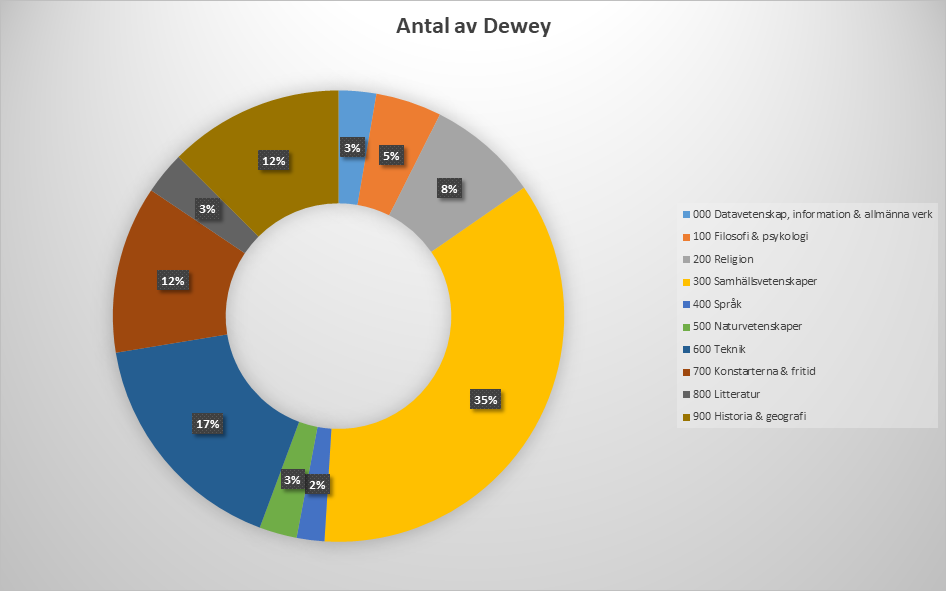 Antal av Dewey
12%
3%
5%
8%
3%
12%
35%
17%
3%
2%
000 Datavetenskap, information & allmänna verk
100 Filosofi & psykologi
200 Religion
300 Samhällsvetenskaper
400 Språk
500 Naturvetenskaper
600 Teknik
700 Konstarterna & fritid
800 Litteratur
900 Historia & geografi